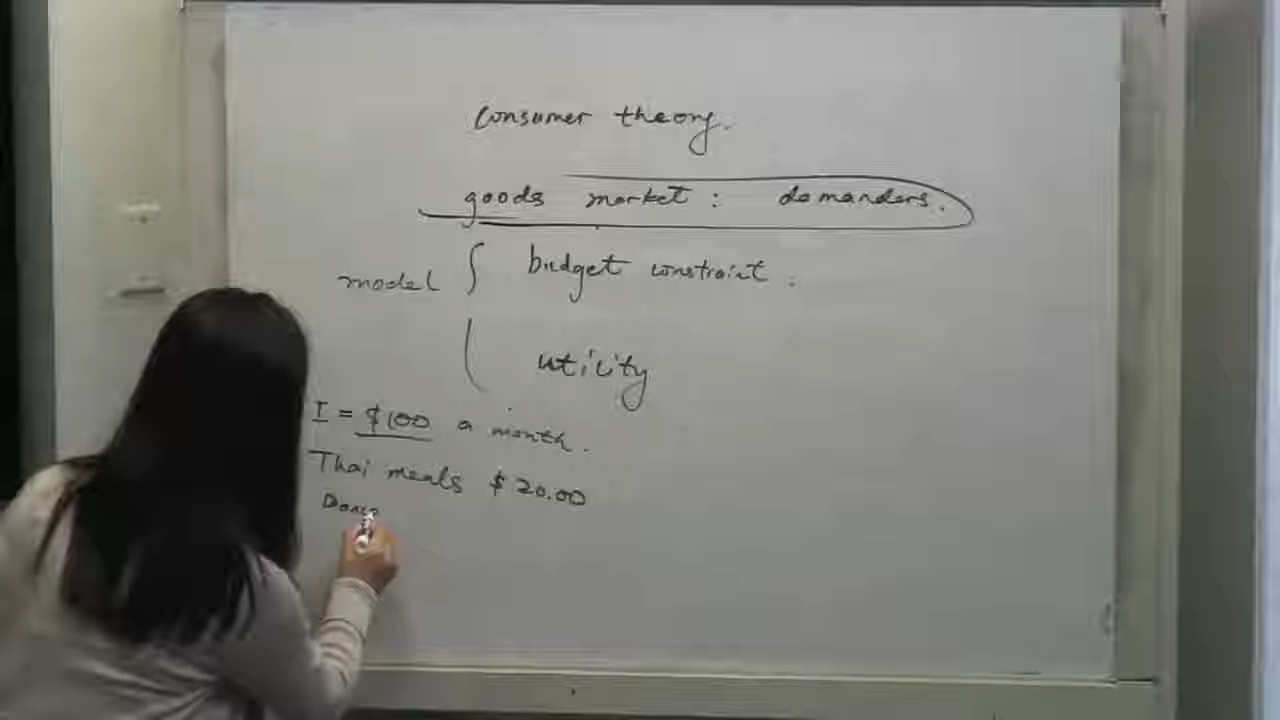 Consumer theory.
goods market : demanders.
model { budget constraint :
utility
I = $100 a month.
Thai meals $20.00